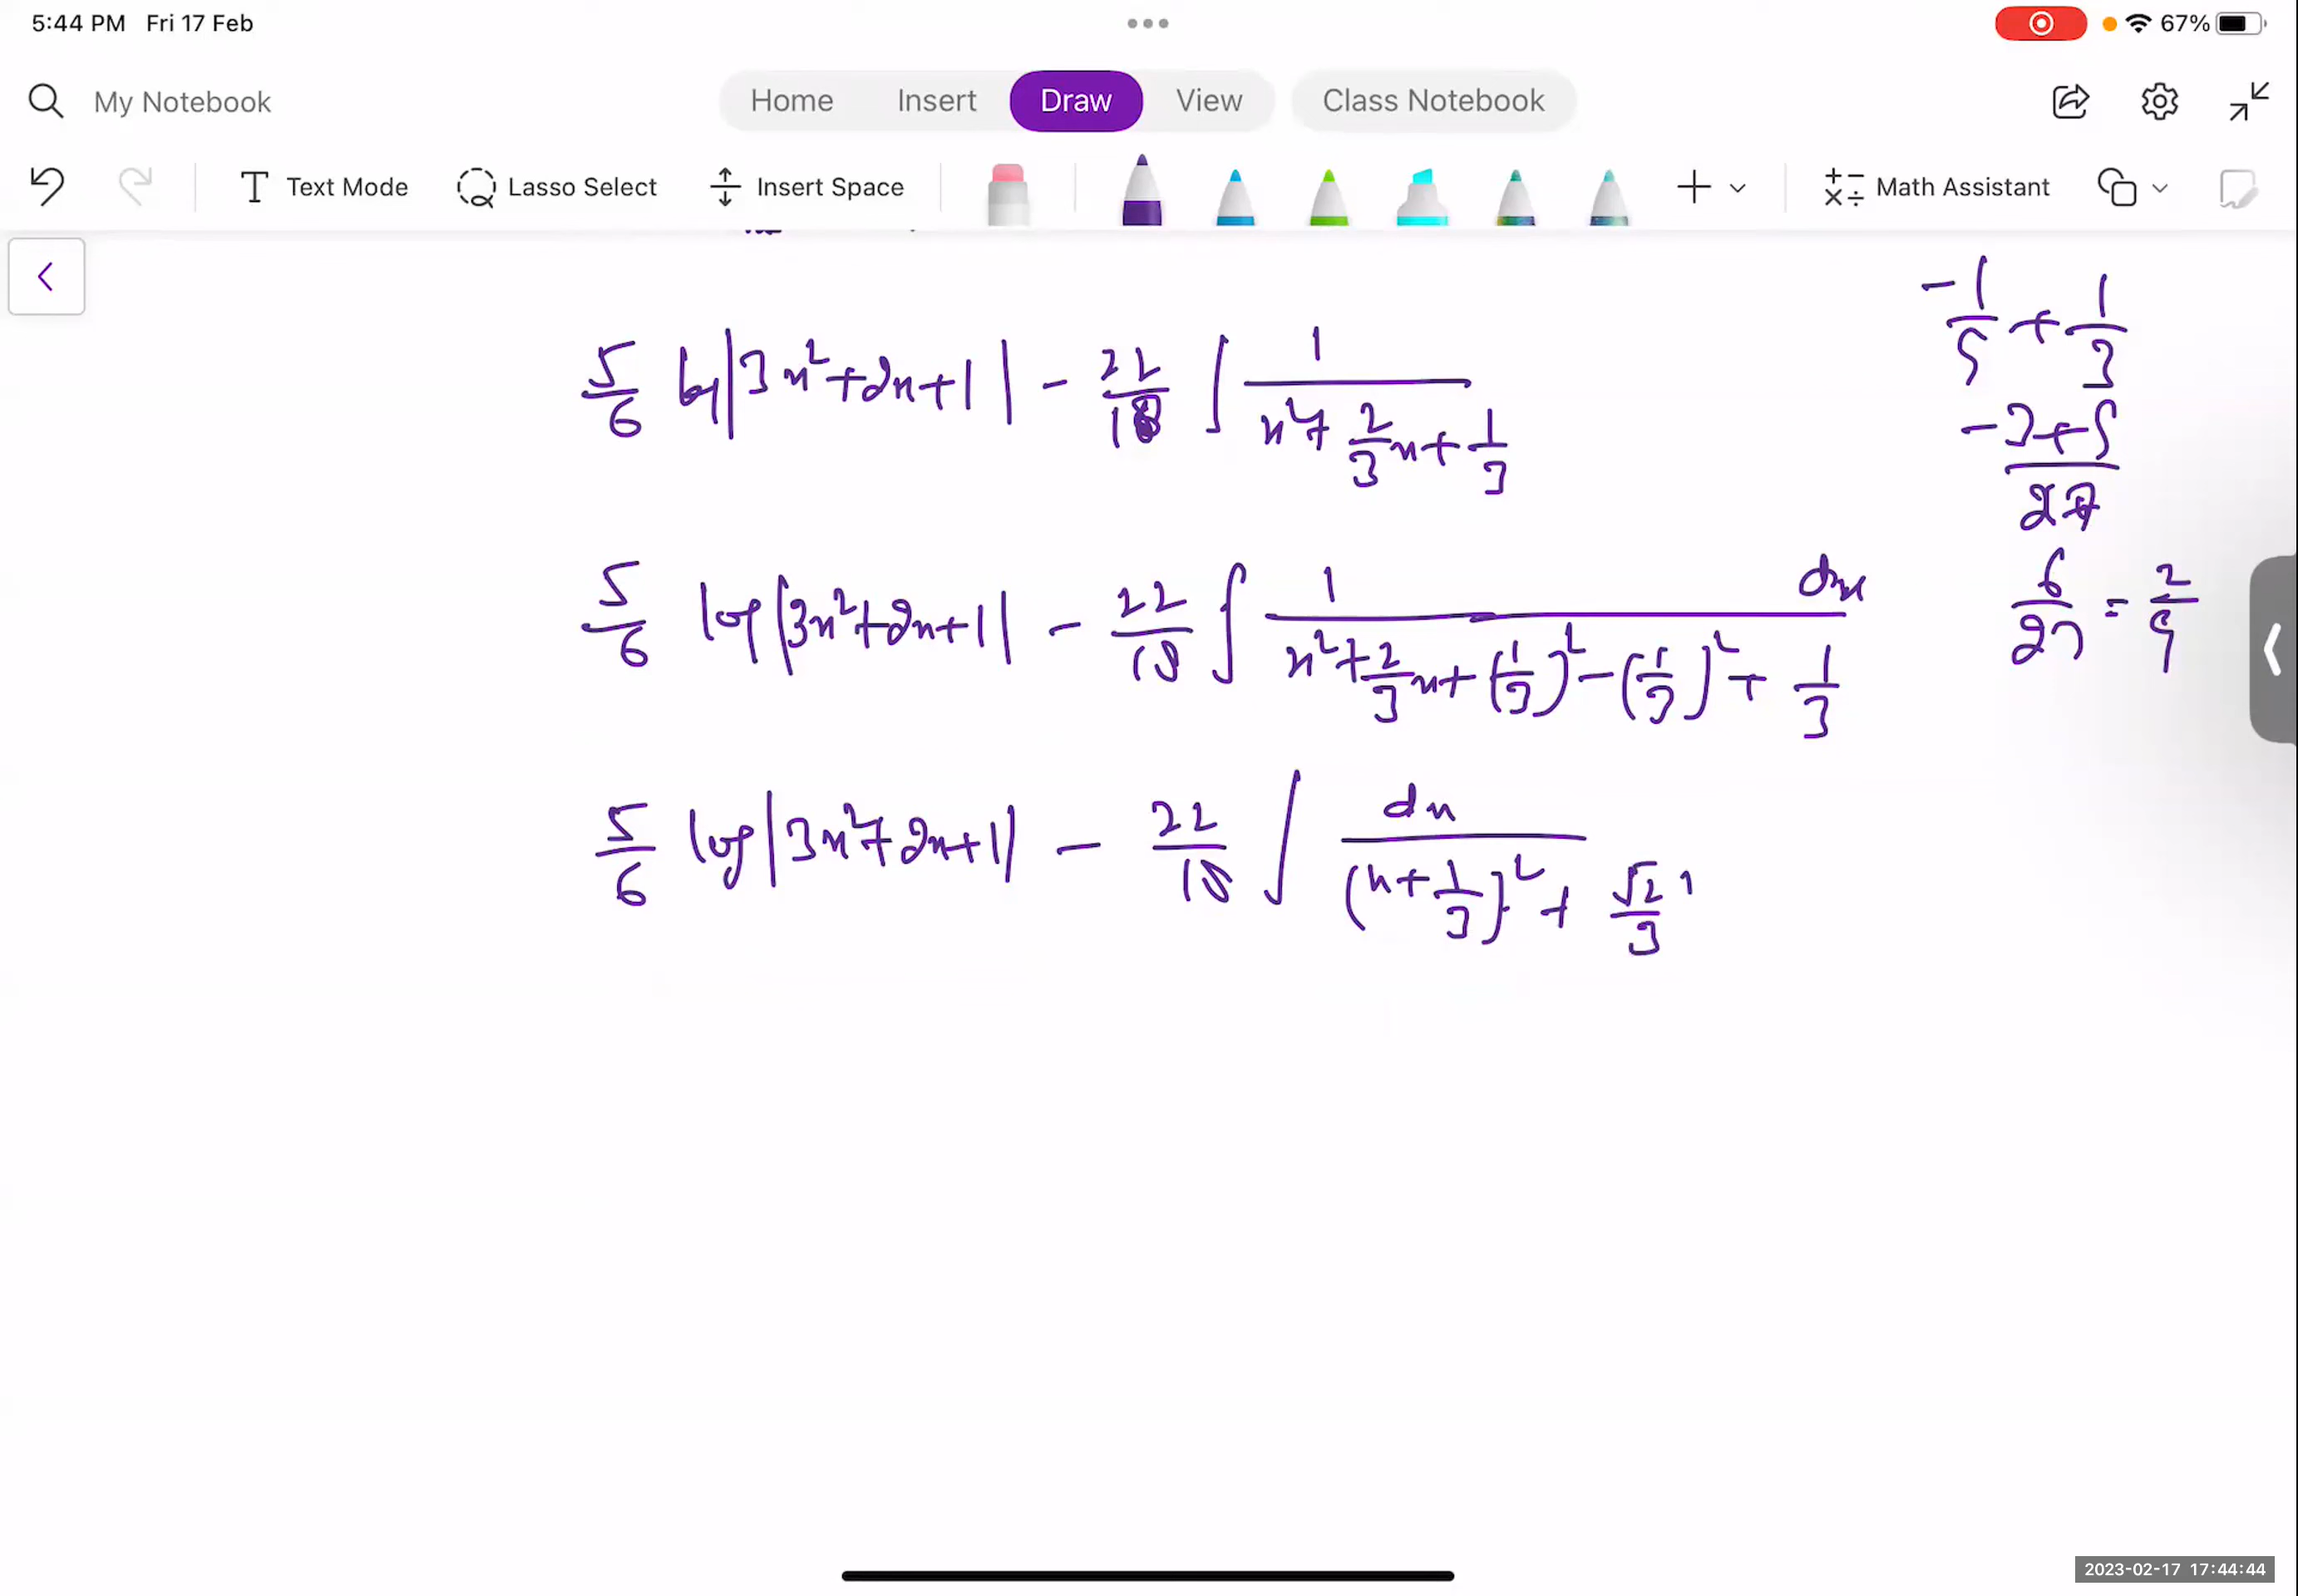 5:44 PM Fri 17 Feb
67%
My Notebook
Home Insert Draw View Class Notebook
Text Mode Lasso Select Insert Space Math Assistant
5/6 log|3x²+2x+1| - 22/18 ∫ 1/(x²+ 2/3 x + 1/3)
5/6 log|3x²+2x+1| - 22/18 ∫ 1 dx/(x²+ 2/3 x + (1/3)² - (1/3)² + 1/3)
5/6 log|3x²+2x+1| - 22/18 ∫ dx/((x+ 1/3)² + √2/3
-1/9 + 1/3
-3+9
27
6/27 = 2/9
2023-02-17 17:44:44